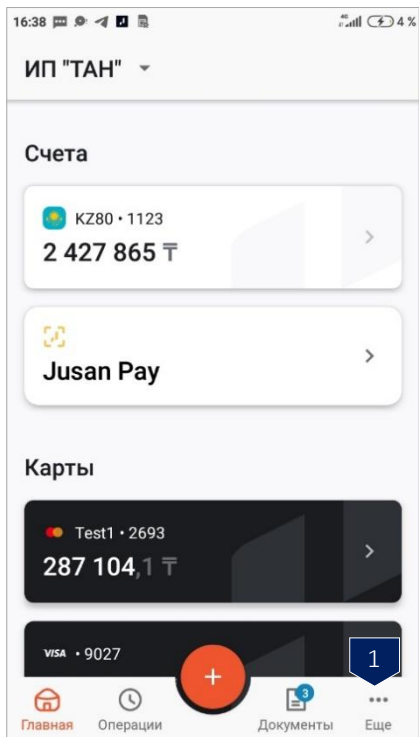 16:38 4G 4 %
ИП "ТАН"
Счета
KZ80 • 1123
2 427 865 ₸
Jusan Pay
Карты
Test1 • 2693
287 104,1 ₸
VISA • 9027
1
+
3
Главная Операции Документы Еще